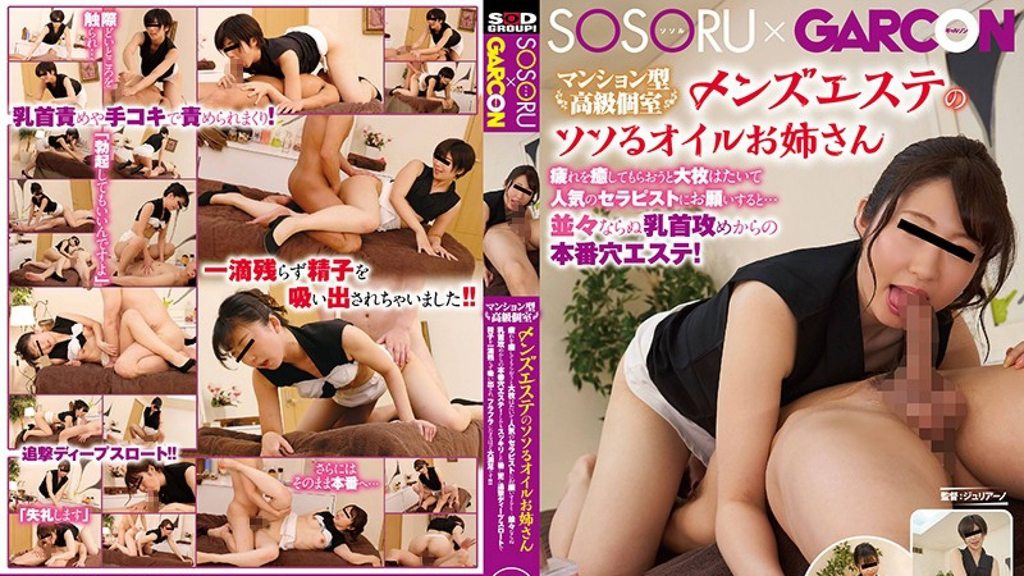 際どいところを
触られ…
乳首責めや手コキで責められまくり!
「勃起してもいいんですよ」
一滴残らず精子を
吸い出されちゃいました!!
追撃ディープスロート!!
「失礼します」
さらには
そのまま本番へ…
SOD
GROUP!
SOSORU
×
GARCON
マンション型
高級個室
メンズエステのソソるオイルお姉さん
SOSORU × GARCON
ソソル
ギャルソン
マンション型
高級個室
メンズエステの
ソソるオイルお姉さん
疲れを癒してもらおうと大枚はたいて
人気のセラピストにお願いすると…
並々ならぬ乳首攻めからの
本番穴エステ!
監督:ジュリアーノ